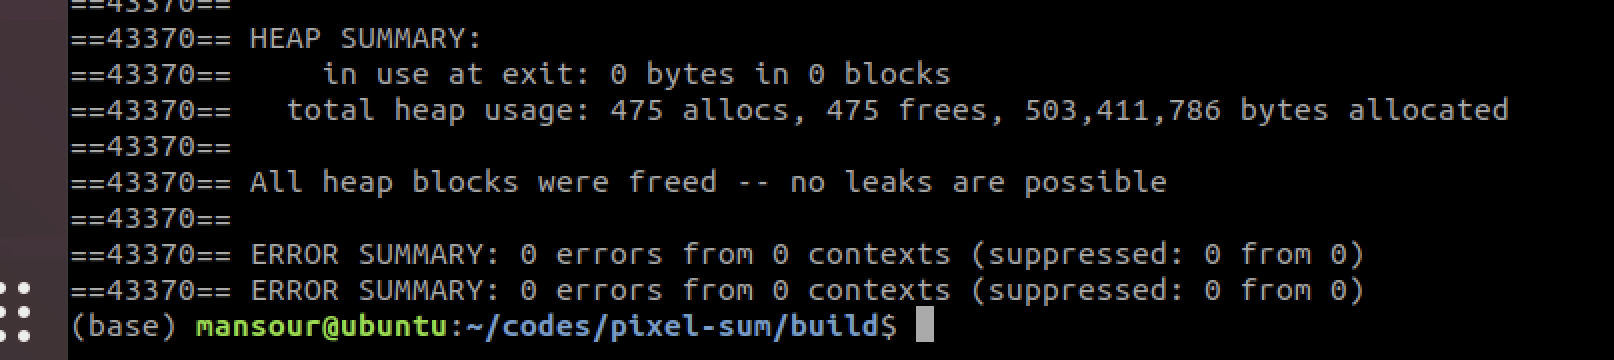 ==43370==
==43370== HEAP SUMMARY:
==43370==     in use at exit: 0 bytes in 0 blocks
==43370==   total heap usage: 475 allocs, 475 frees, 503,411,786 bytes allocated
==43370==
==43370== All heap blocks were freed -- no leaks are possible
==43370==
==43370== ERROR SUMMARY: 0 errors from 0 contexts (suppressed: 0 from 0)
==43370== ERROR SUMMARY: 0 errors from 0 contexts (suppressed: 0 from 0)
(base) mansour@ubuntu:~/codes/pixel-sum/build$